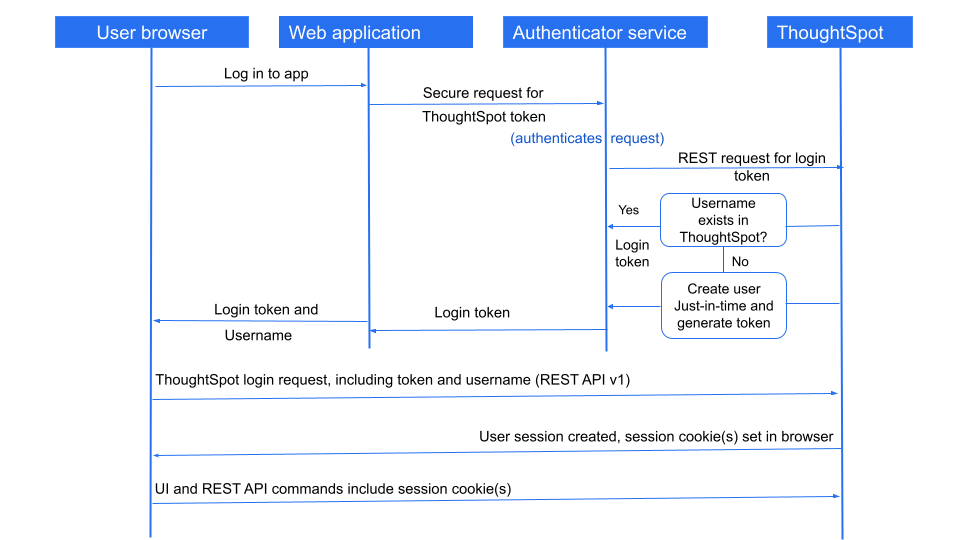 User browser
Web application
Authenticator service
ThoughtSpot
Log in to app
Secure request for
ThoughtSpot token
(authenticates request)
REST request for login
token
Username
exists in
ThoughtSpot?
Yes
Login
token
No
Create user
Just-in-time and
generate token
Login token
Login token and
Username
ThoughtSpot login request, including token and username (REST API v1)
User session created, session cookie(s) set in browser
UI and REST API commands include session cookie(s)